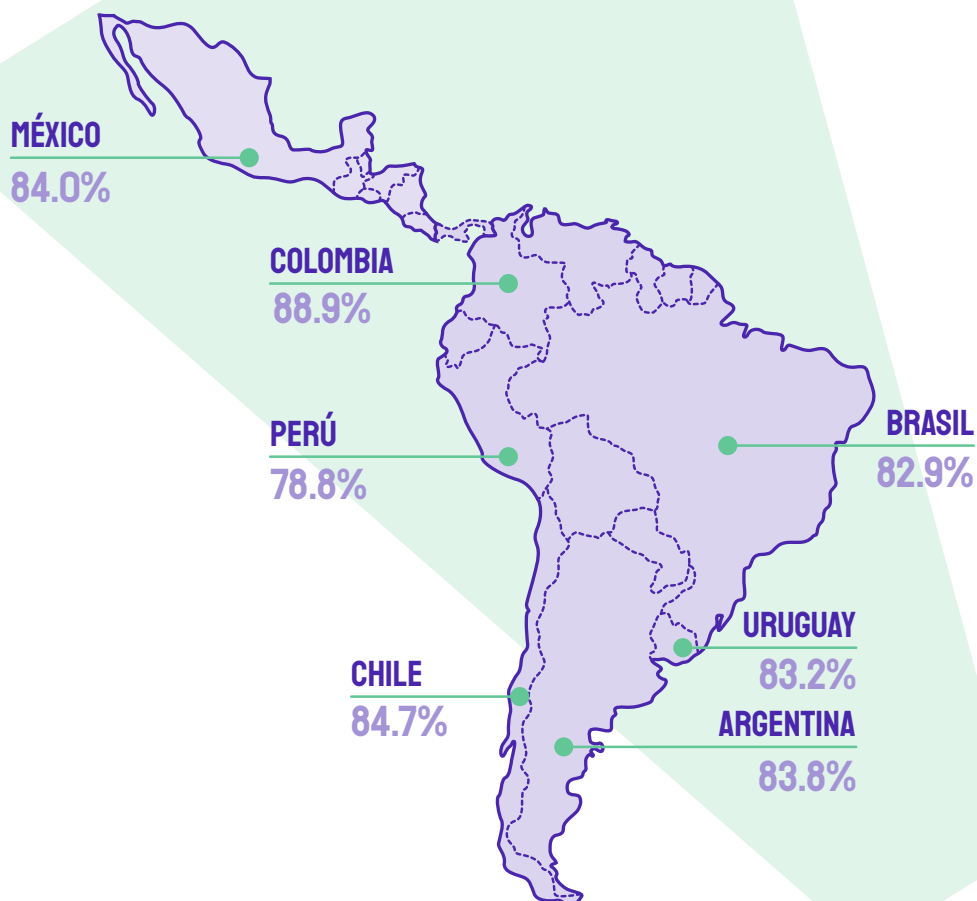 MÉXICO
84.0%
COLOMBIA
88.9%
PERÚ
78.8%
BRASIL
82.9%
URUGUAY
83.2%
CHILE
84.7%
ARGENTINA
83.8%